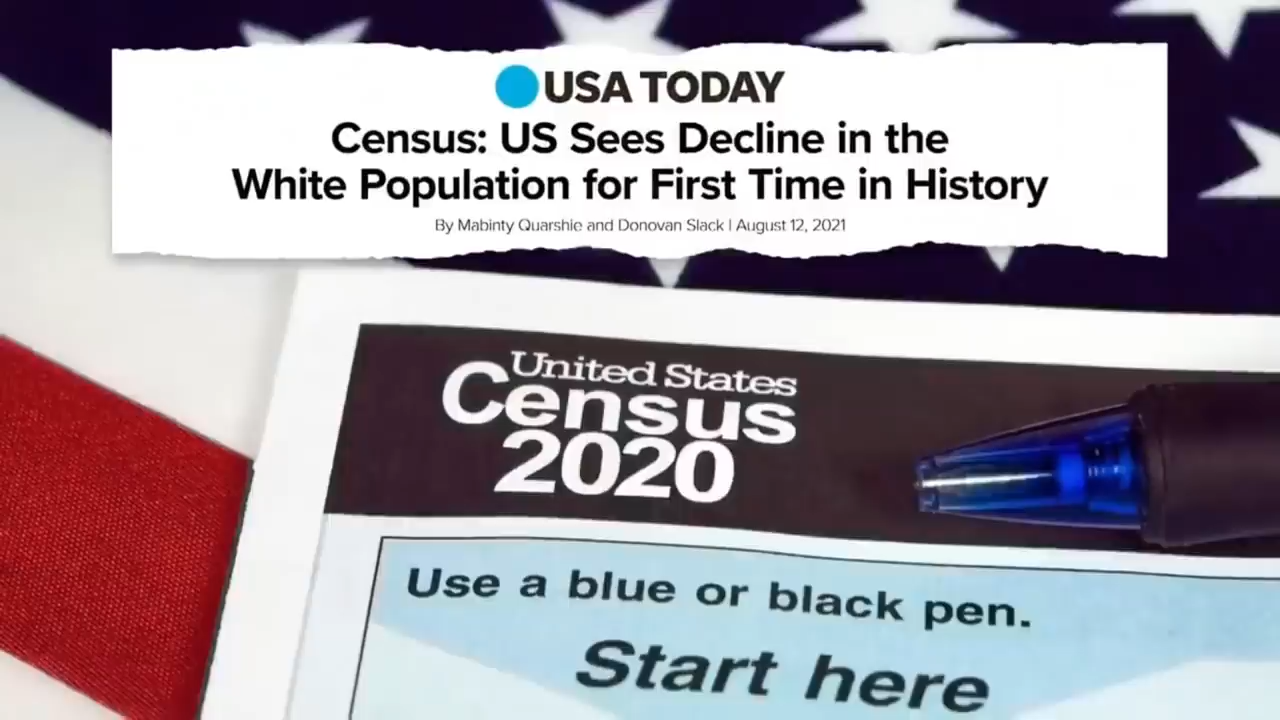 USA TODAY
Census: US Sees Decline in the
White Population for First Time in History
By Mabinty Quarshie and Donovan Slack | August 12, 2021
United States
Census
2020
Use a blue or black pen.
Start here